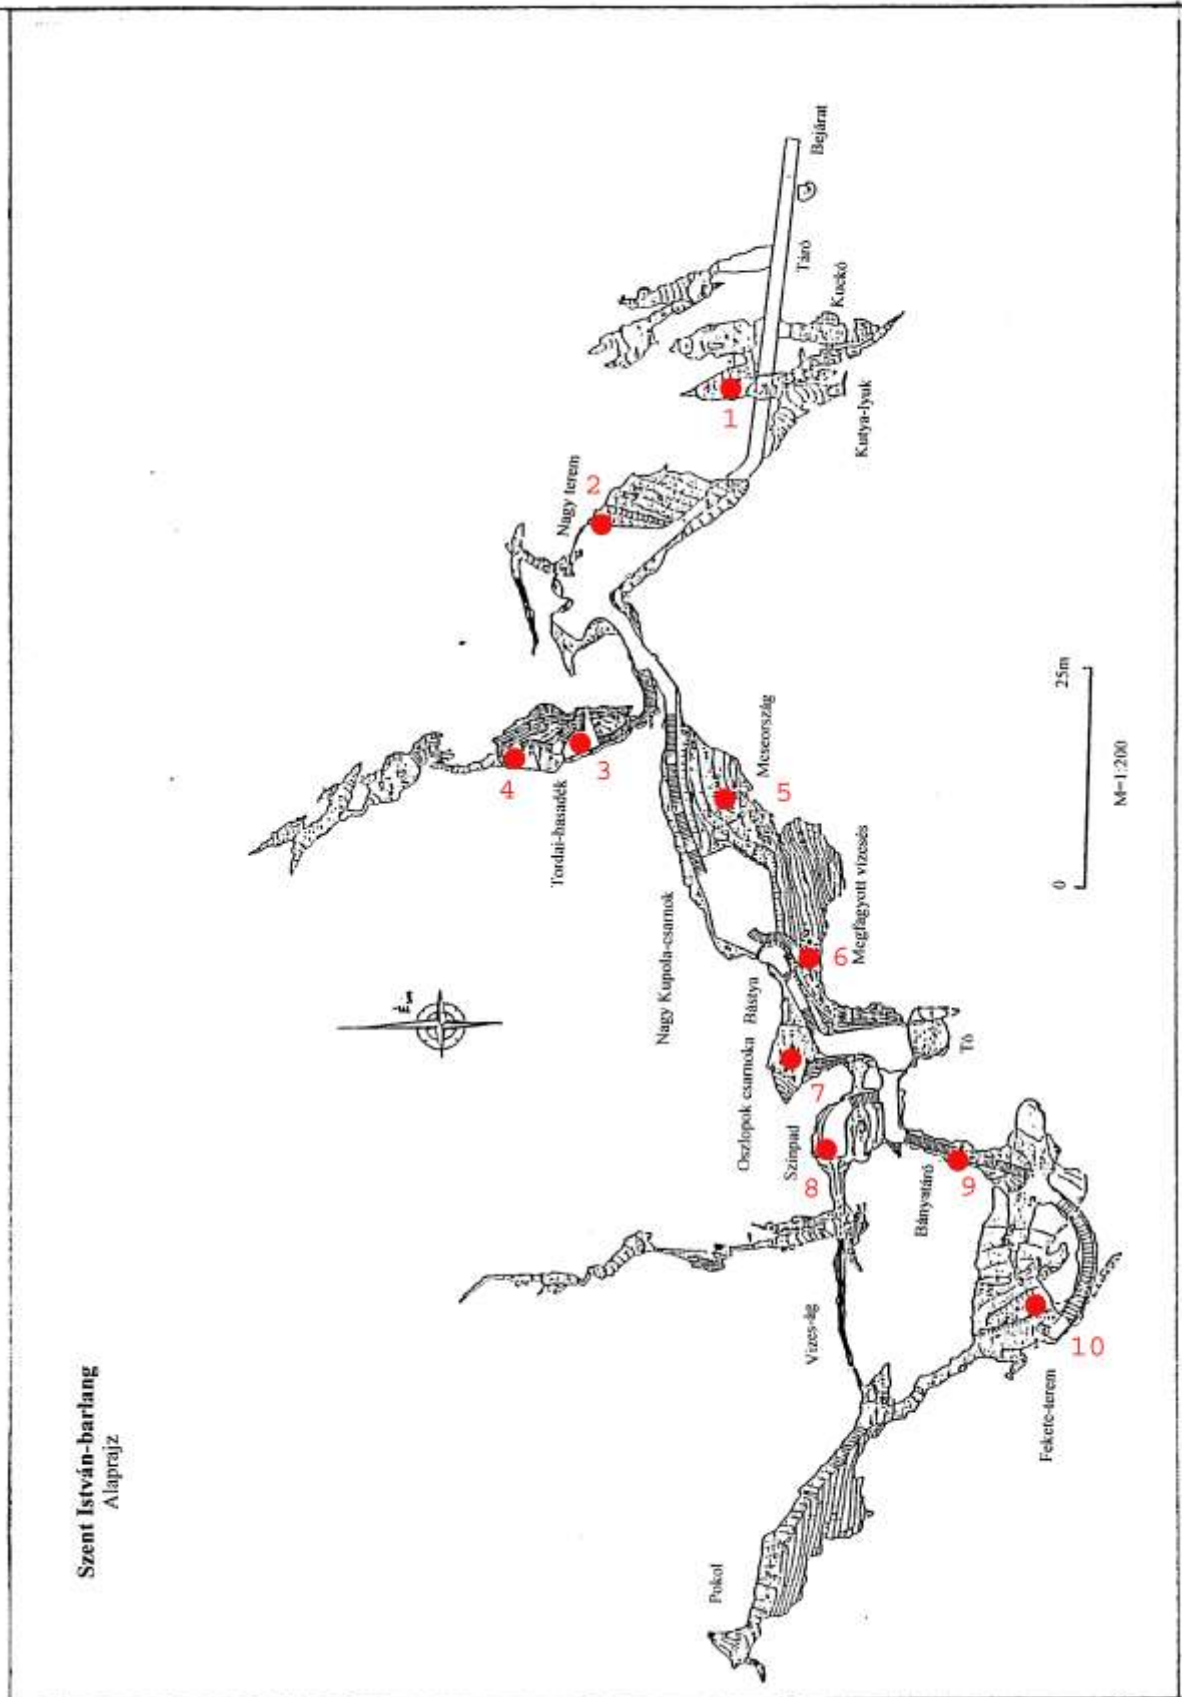 Szent István-barlang
Alaprajz
Bejárat
Táró
Kuckó
Kutya-lyuk
1
Nagy terem
2
3
4
Tordai-hasadék
Meseország
5
Nagy Kupola-csarnok
Megfagyott vízesés
6
Bástya
Oszlopok csarnoka
7
Tó
Színpad
8
Bányatáró
9
Vizes-ág
Fekete-terem
10
Pokol
0
25m
M=1:200